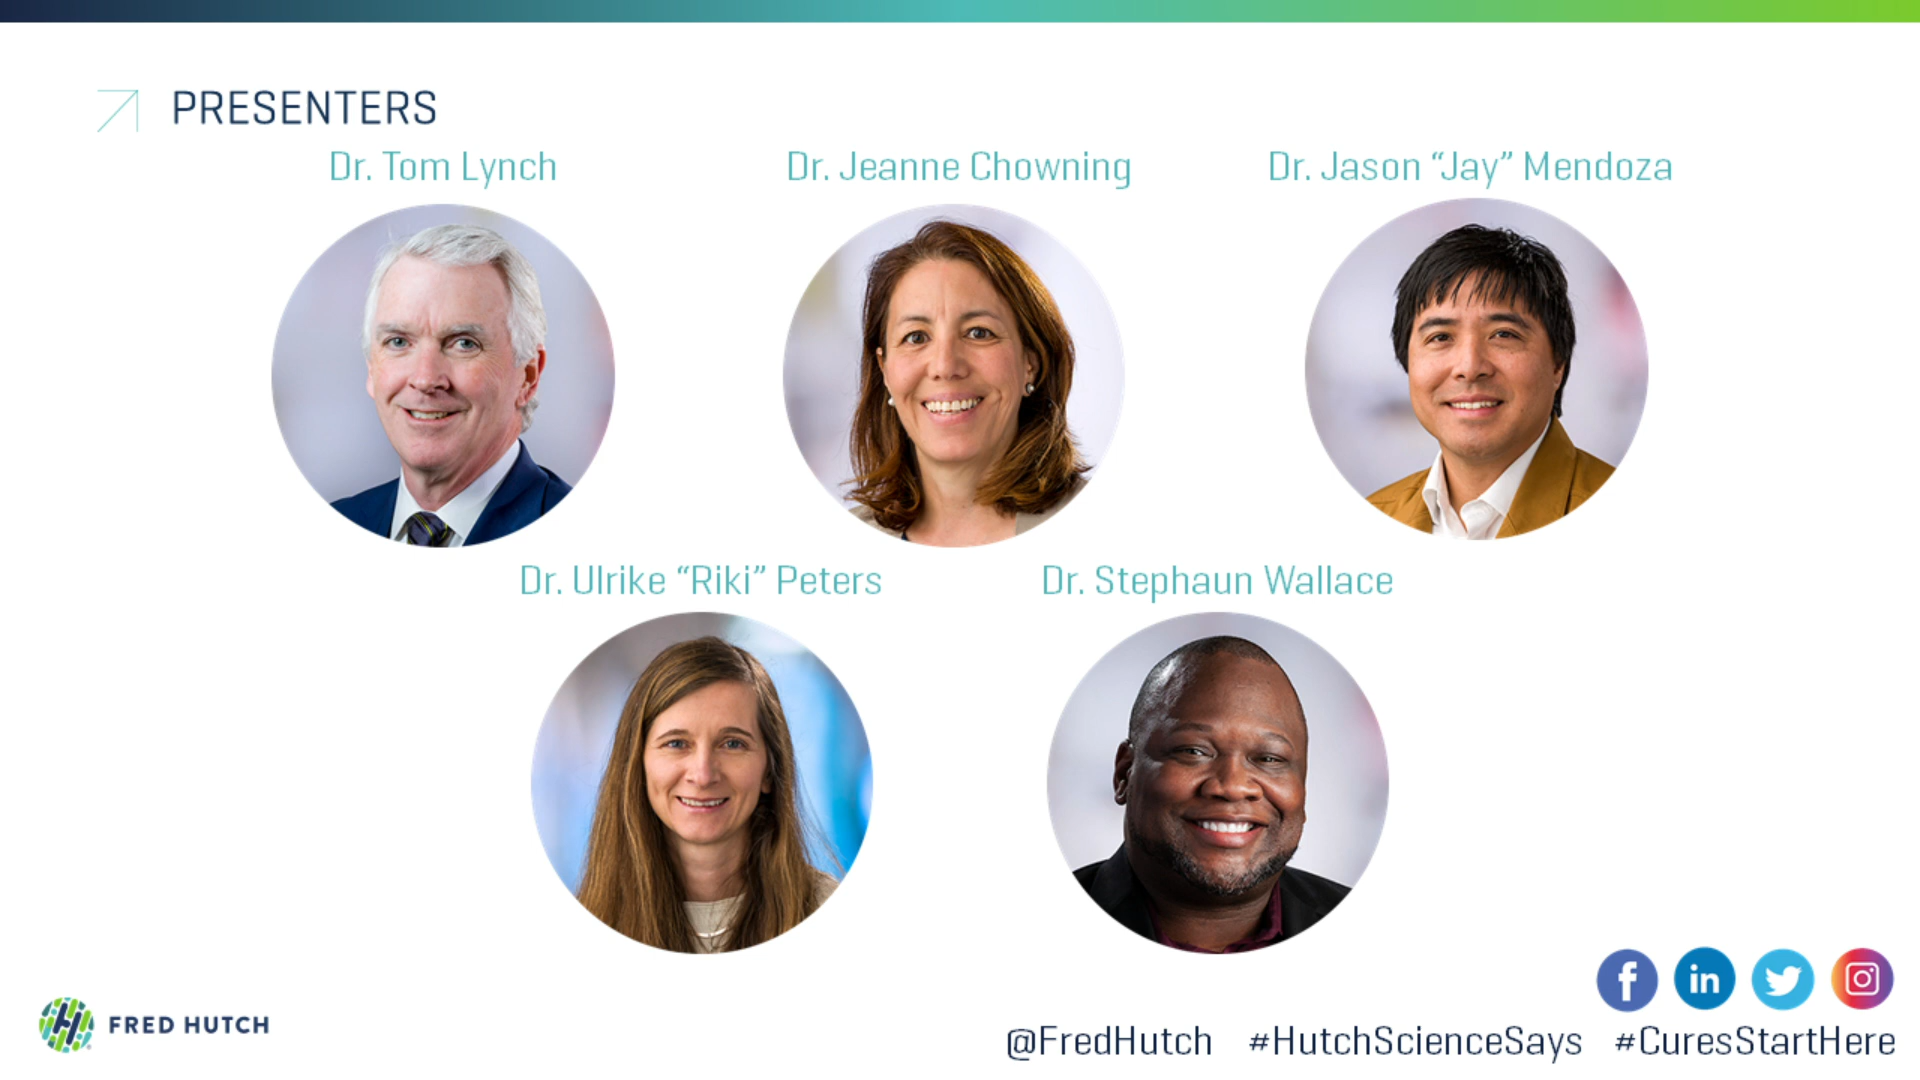 PRESENTERS
Dr. Tom Lynch
Dr. Jeanne Chowning
Dr. Jason “Jay” Mendoza
Dr. Ulrike “Riki” Peters
Dr. Stephaun Wallace
FRED HUTCH
@FredHutch #HutchScienceSays #CuresStartHere